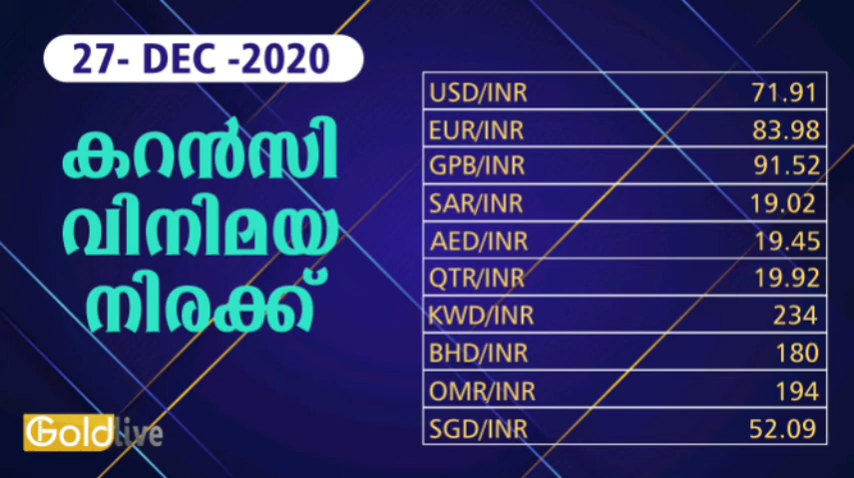 27- DEC -2020
കറൻസി
വിനിമയ
നിരക്ക്
USD/INR 71.91
EUR/INR 83.98
GPB/INR 91.52
SAR/INR 19.02
AED/INR 19.45
QTR/INR 19.92
KWD/INR 234
BHD/INR 180
OMR/INR 194
SGD/INR 52.09
Goldlive